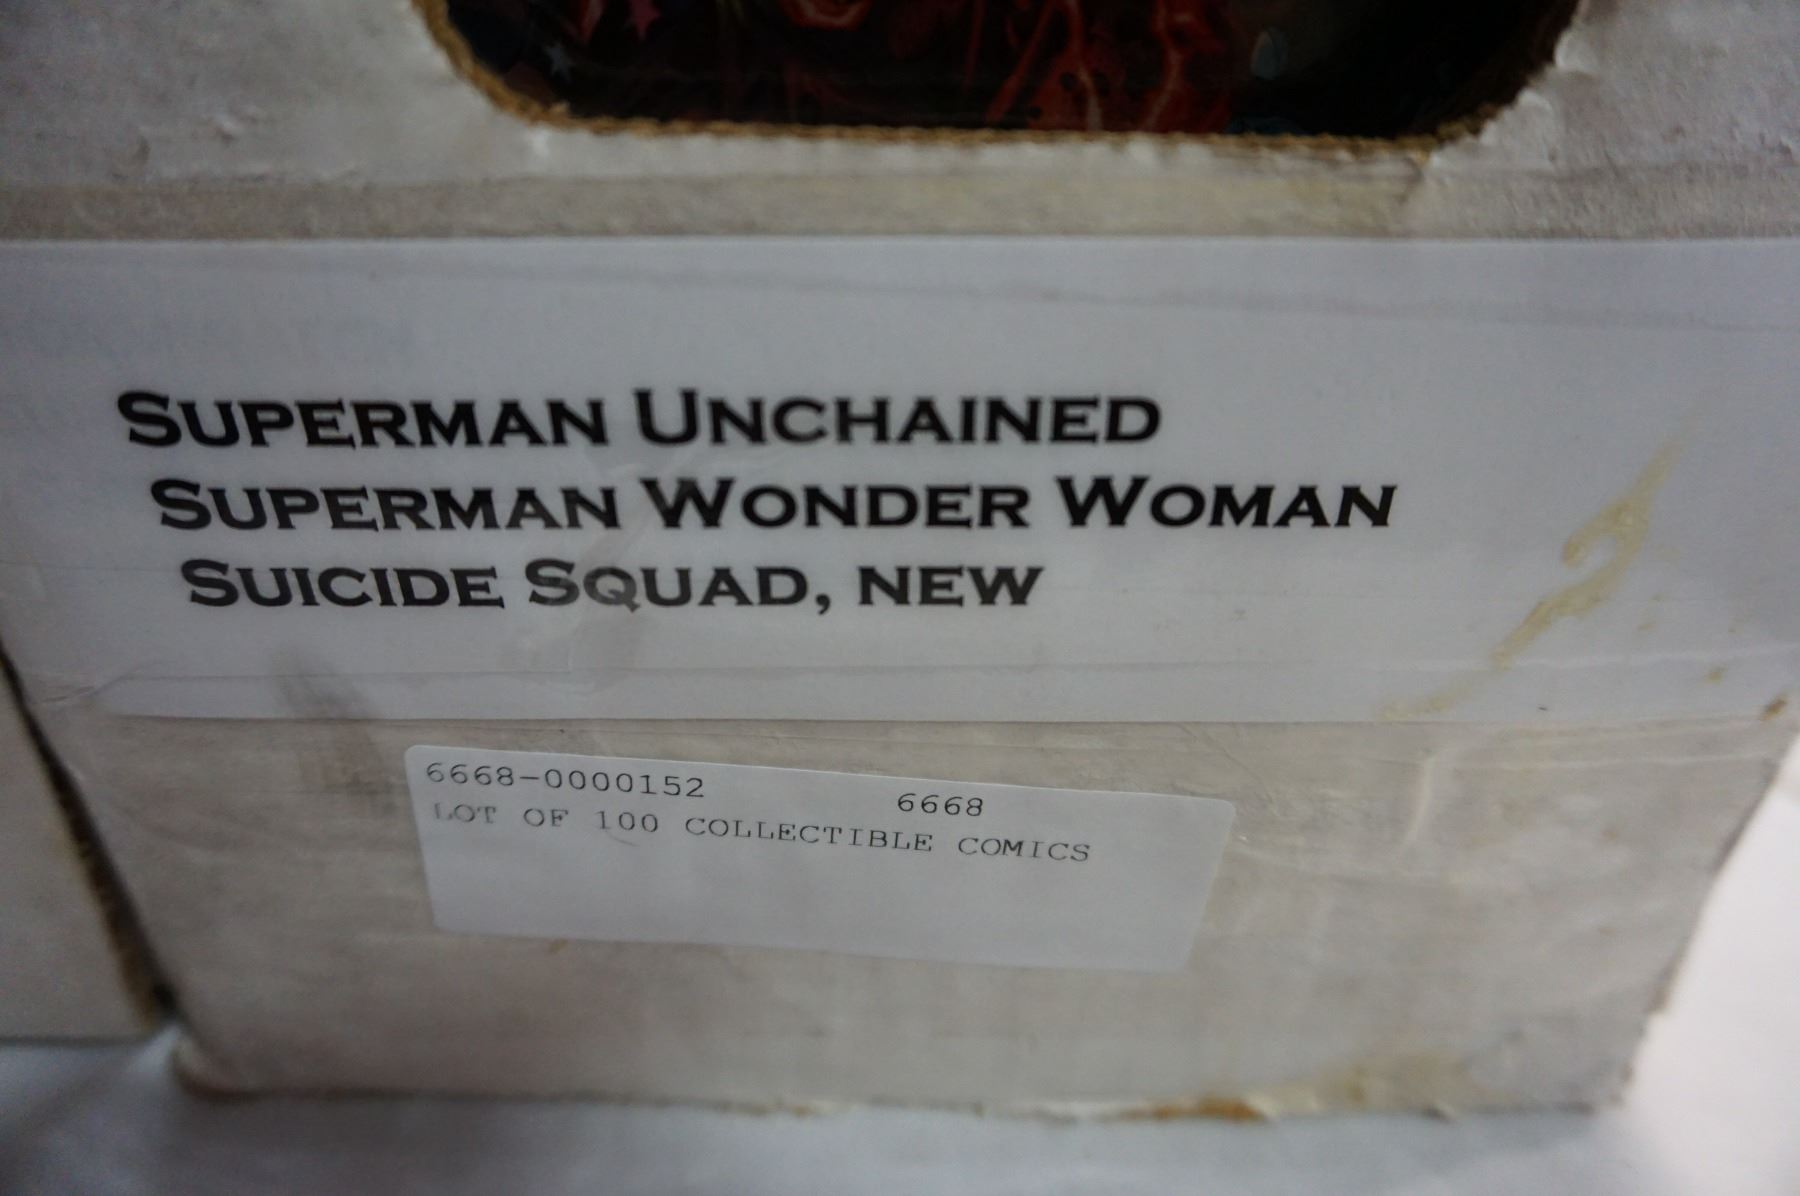 SUPERMAN UNCHAINED
SUPERMAN WONDER WOMAN
SUICIDE SQUAD, NEW
6668-0000152 6668
LOT OF 100 COLLECTIBLE COMICS